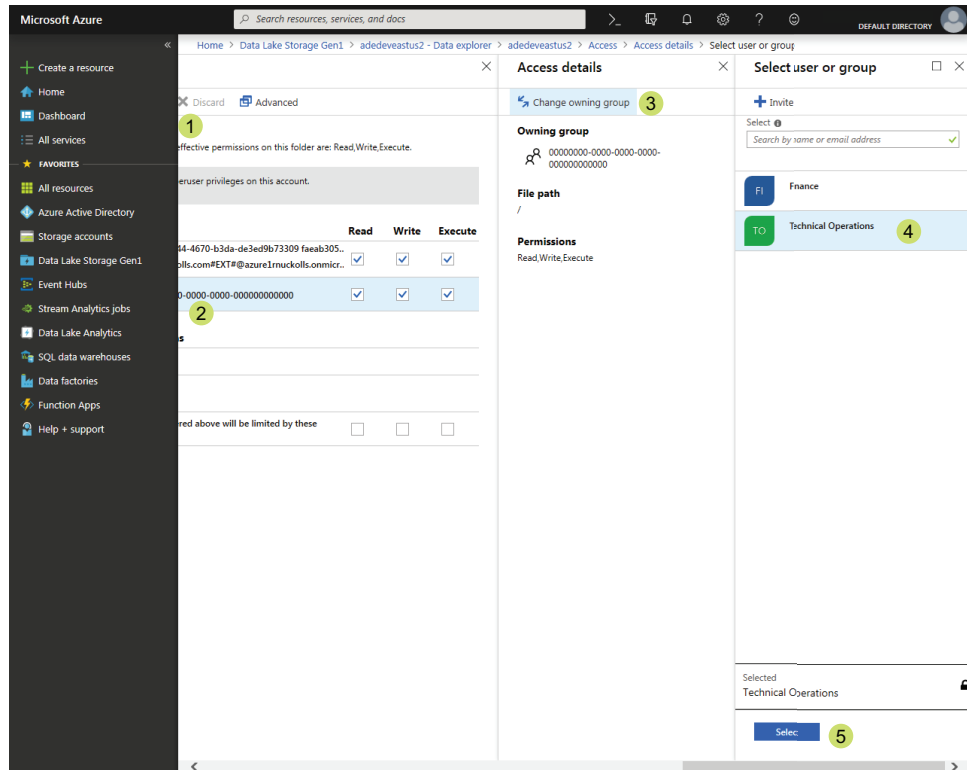 Microsoft Azure
Search resources, services, and docs
DEFAULT DIRECTORY
Home > Data Lake Storage Gen1 > adedeveastus2 - Data explorer > adedeveastus2 > Access > Access details > Select user or group
Create a resource
Home
Dashboard
All services
FAVORITES
All resources
Azure Active Directory
Storage accounts
Data Lake Storage Gen1
Event Hubs
Stream Analytics jobs
Data Lake Analytics
SQL data warehouses
Data factories
Function Apps
Help + support
Discard
Advanced
1
effective permissions on this folder are: Read,Write,Execute.
eruser privileges on this account.
Read Write Execute
44-4670-b3da-de3ed9b73309 faeab305..
olls.com#EXT#@azure1rnuckolls.onmicr..
0-0000-0000-000000000000
2
s
red above will be limited by these
Access details
Change owning group
3
Owning group
00000000-0000-0000-0000-
000000000000
File path
/
Permissions
Read,Write,Execute
Select user or group
Invite
Select
Search by name or email address
FI
Finance
TO
Technical Operations
4
Selected
Technical Operations
Select
5